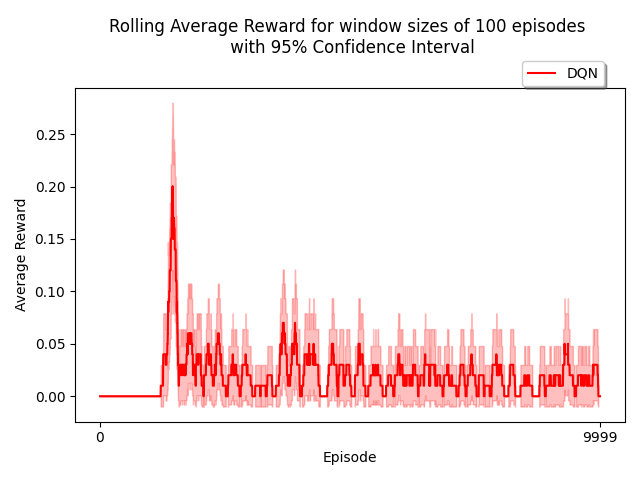 Rolling Average Reward for window sizes of 100 episodes
with 95% Confidence Interval
DQN
0.25
0.20
0.15
0.10
0.05
0.00
Average Reward
0
9999
Episode